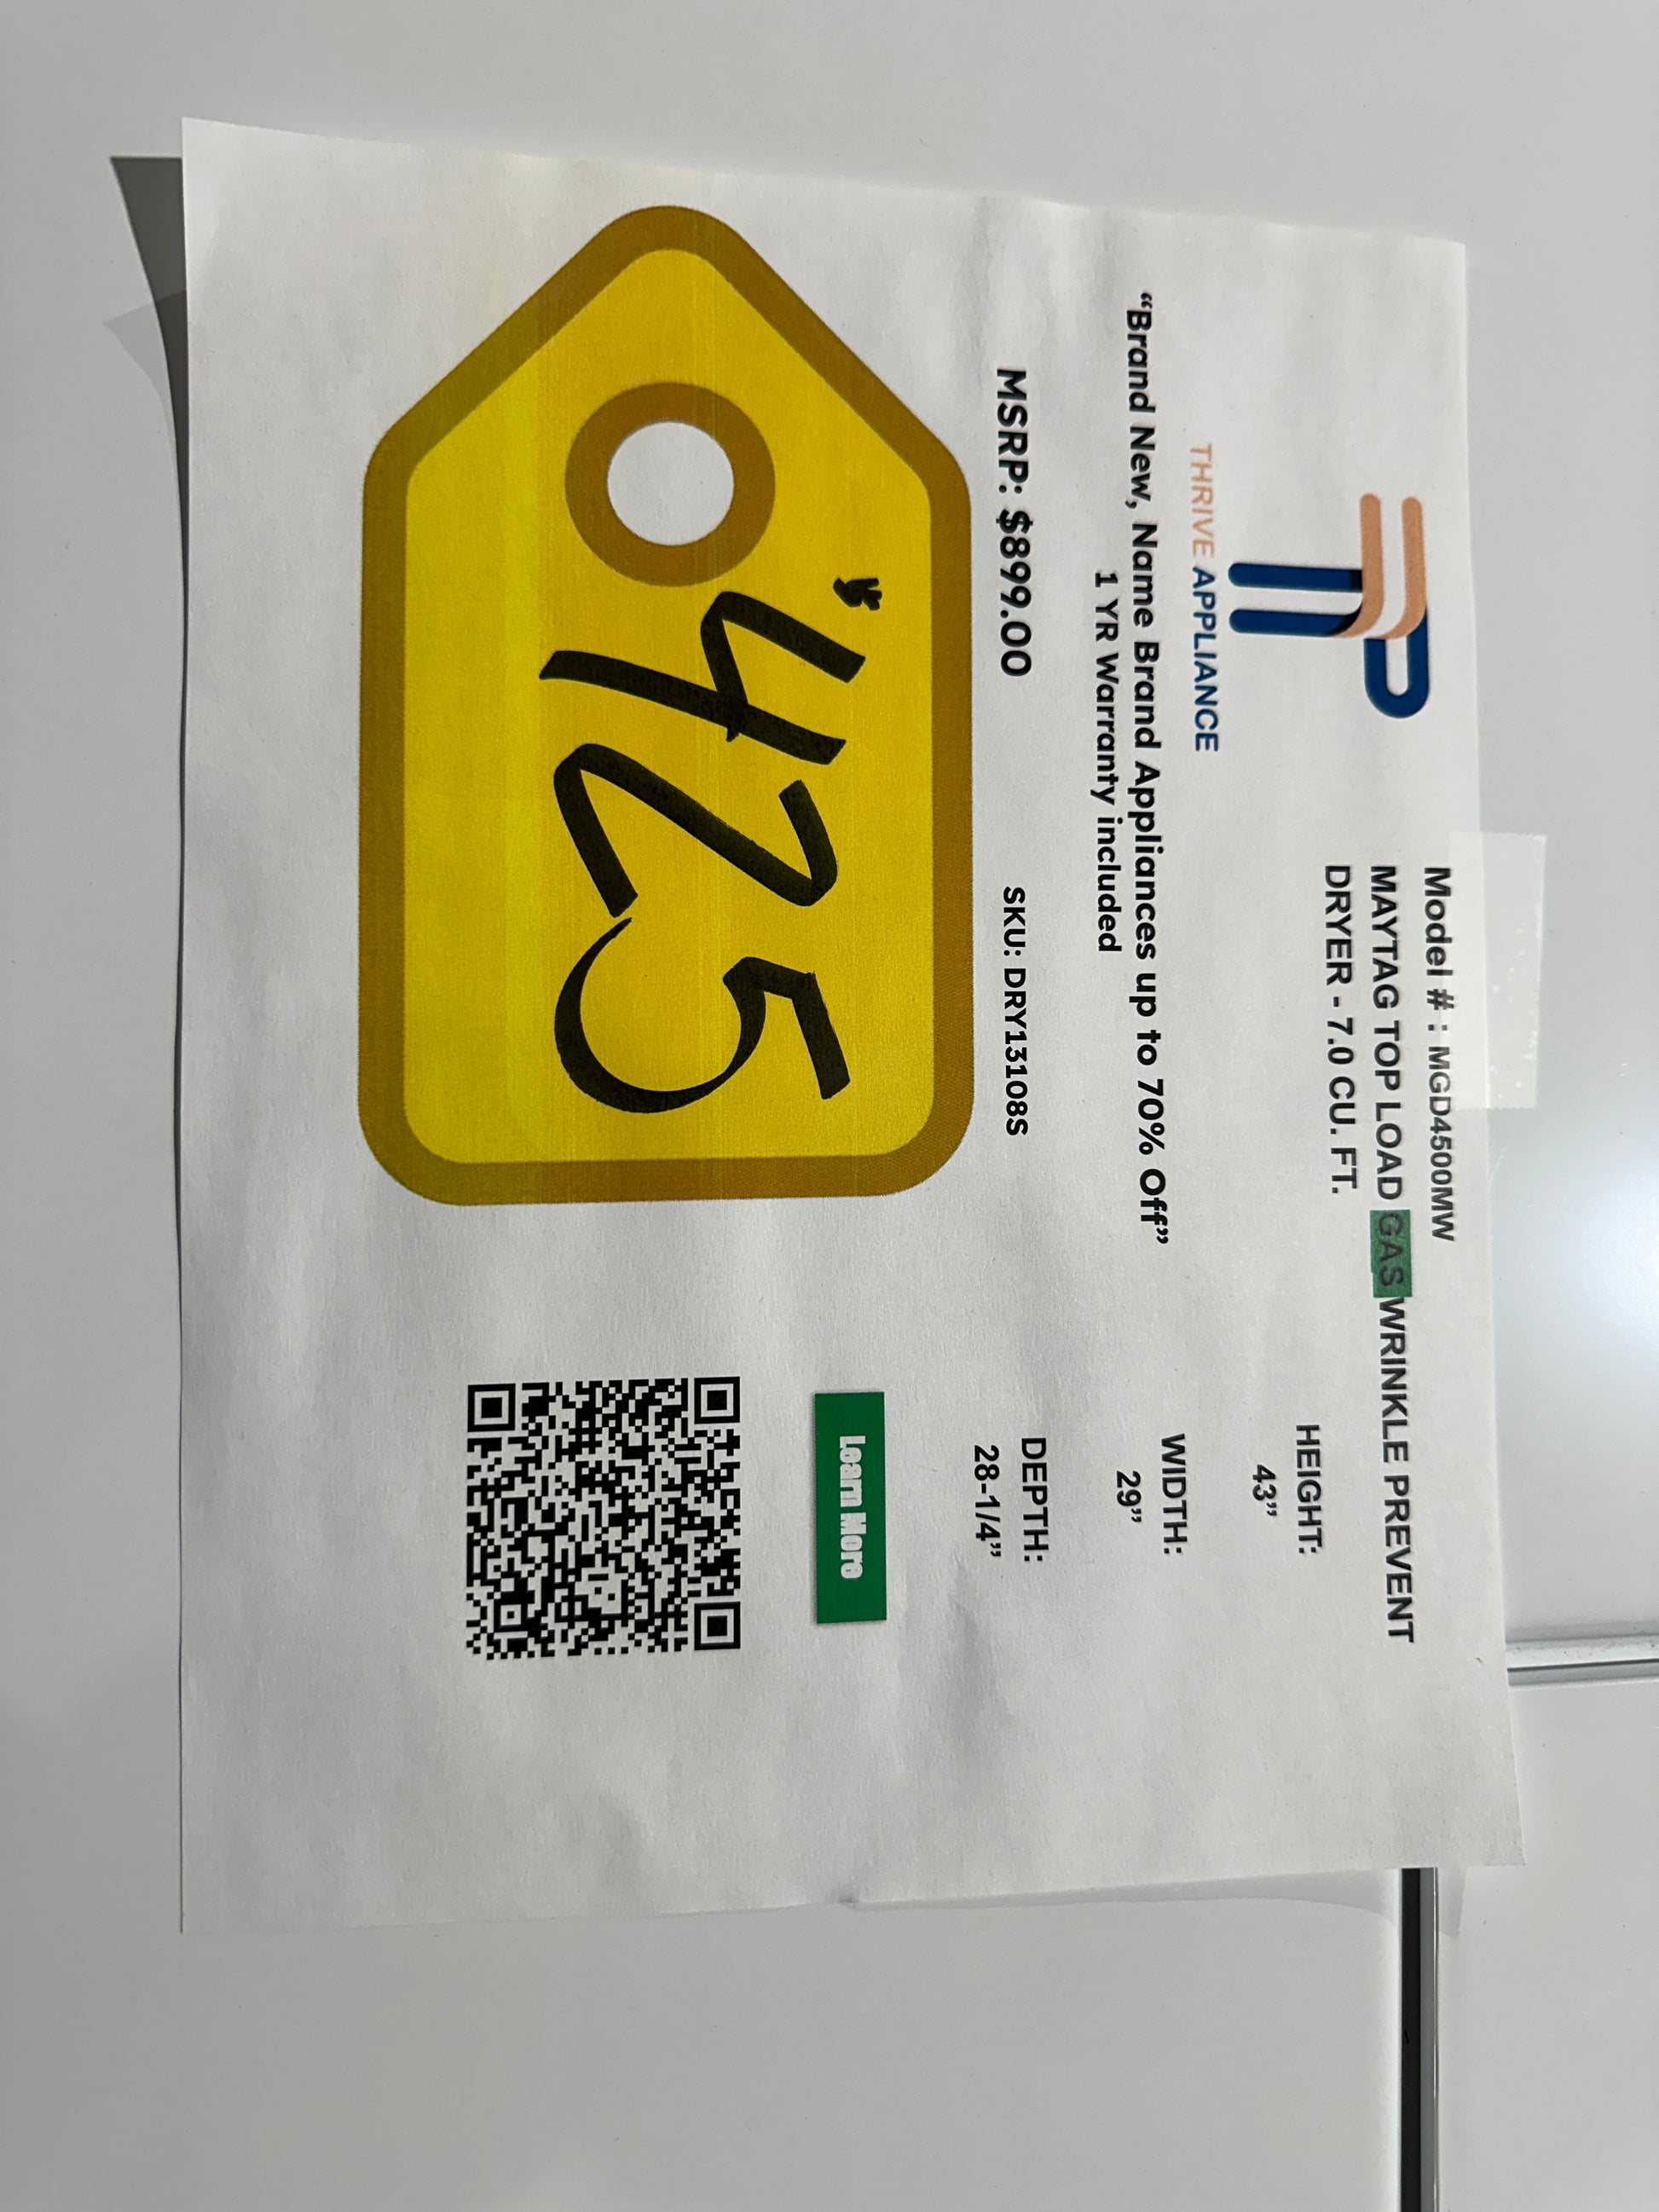 Model # : MGD4500MW
MAYTAG TOP LOAD GAS WRINKLE PREVENT
DRYER - 7.0 CU. FT.
THRIVE APPLIANCE
“Brand New, Name Brand Appliances up to 70% Off”
1 YR Warranty included
MSRP: $899.00
SKU: DRY13108S
$425
HEIGHT:
43”
WIDTH:
29”
DEPTH:
28-1/4”
Learn More